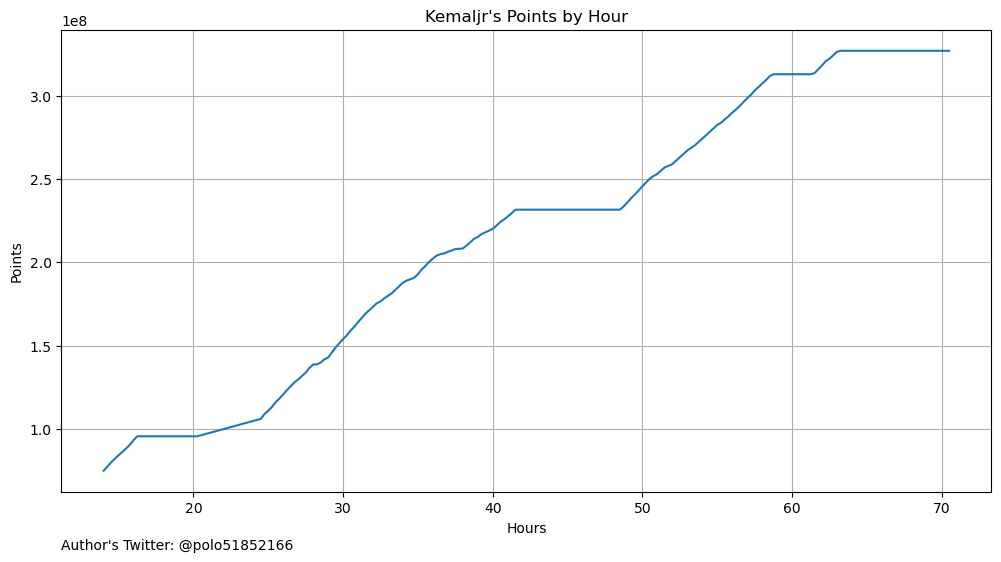 Kemaljr's Points by Hour
1e8
3.0
2.5
2.0
1.5
1.0
Points
20 30 40 50 60 70
Hours
Author's Twitter: @polo51852166